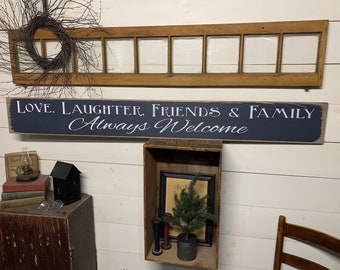 Love, Laughter, Friends & Family
Always Welcome